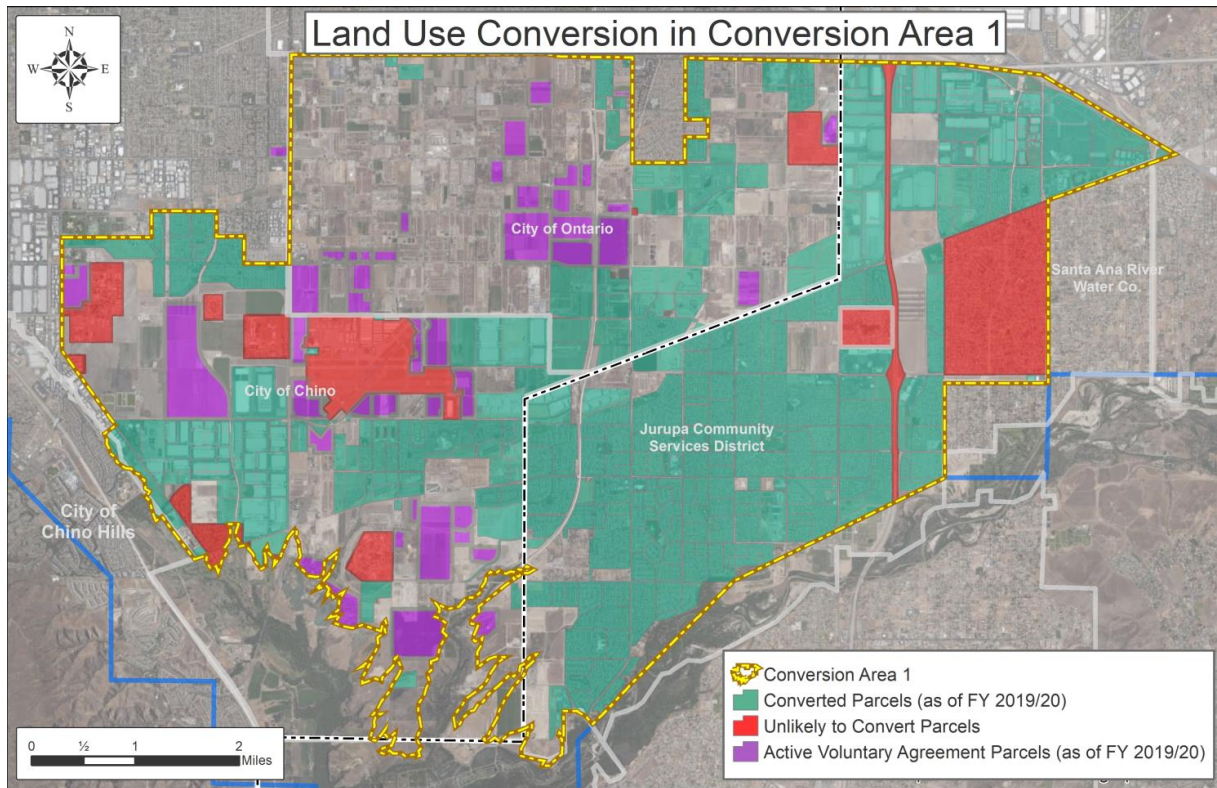 Land Use Conversion in Conversion Area 1
N
W
E
S
City of Ontario
Santa Ana River
Water Co.
City of Chino
Jurupa Community
Services District
City of
Chino Hills
Conversion Area 1
Converted Parcels (as of FY 2019/20)
Unlikely to Convert Parcels
Active Voluntary Agreement Parcels (as of FY 2019/20)
0 ½ 1 2
Miles